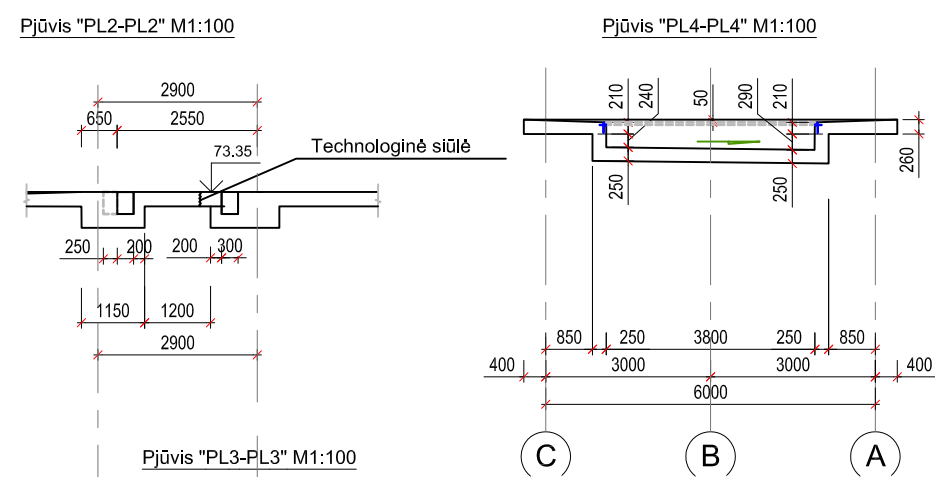 Pjūvis "PL2-PL2" M1:100
Pjūvis "PL4-PL4" M1:100
2900
650 2550
73.35
Technologinė siūlė
250 200 200 300
1150 1200
2900
210 240 50 290 210
260
250 250
850 250 3800 250 850
400 3000 3000 400
6000
C B A
Pjūvis "PL3-PL3" M1:100